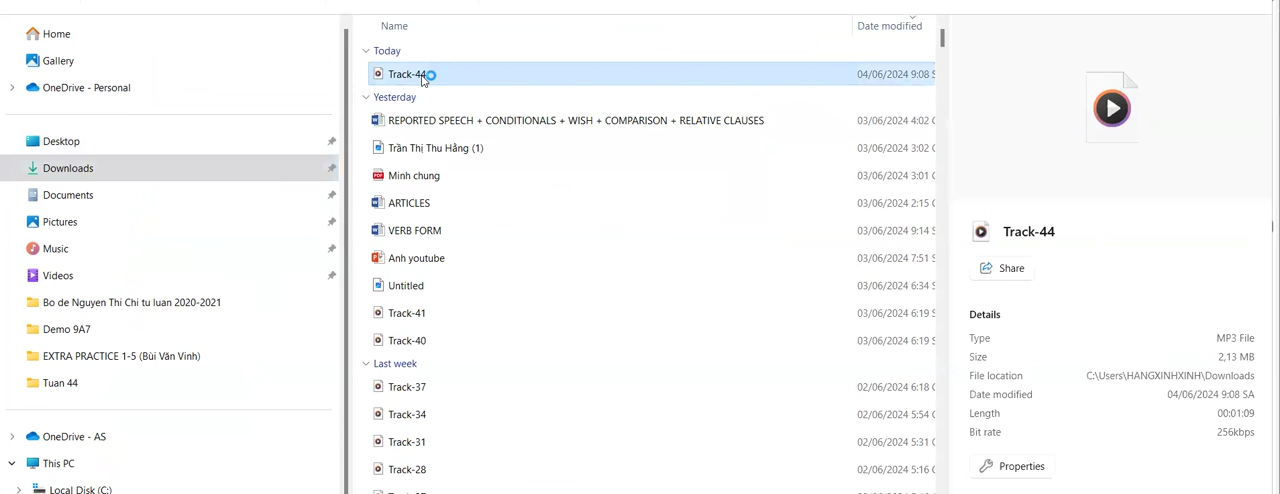 Name
Date modified
Home
Gallery
OneDrive - Personal
Desktop
Downloads
Documents
Pictures
Music
Videos
Bo de Nguyen Thi Chi tu luan 2020-2021
Demo 9A7
EXTRA PRACTICE 1-5 (Bùi Văn Vinh)
Tuan 44
OneDrive - AS
This PC
Local Disk (C:)
Today
Track-44 04/06/2024 9:08 S
Yesterday
REPORTED SPEECH + CONDITIONALS + WISH + COMPARISON + RELATIVE CLAUSES 03/06/2024 4:02 C
Trần Thị Thu Hằng (1) 03/06/2024 3:02 C
PDF
Minh chung 03/06/2024 3:01 C
ARTICLES 03/06/2024 2:15 C
VERB FORM 03/06/2024 9:14 S
Anh youtube 03/06/2024 7:51 S
Untitled 03/06/2024 6:34 S
Track-41 03/06/2024 6:19 S
Track-40 03/06/2024 6:19 S
Last week
Track-37 02/06/2024 6:18 C
Track-34 02/06/2024 5:54 C
Track-31 02/06/2024 5:31 C
Track-28 02/06/2024 5:16 C
Track-44
Share
Details
Type MP3 File
Size 2,13 MB
File location C:\Users\HANGXINHXINH\Downloads
Date modified 04/06/2024 9:08 SA
Length 00:01:09
Bit rate 256kbps
Properties